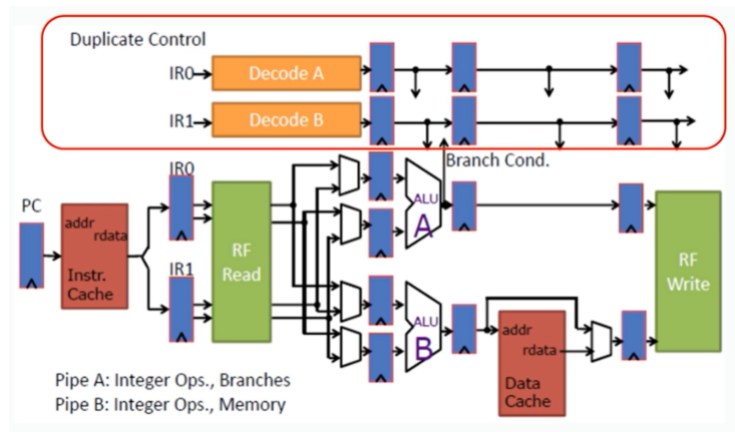 Duplicate Control
IR0
Decode A
IR1
Decode B
Branch Cond.
IR0
PC
addr
rdata
Instr.
Cache
IR1
RF
Read
ALU
A
ALU
B
addr
rdata
Data
Cache
RF
Write
Pipe A: Integer Ops., Branches
Pipe B: Integer Ops., Memory